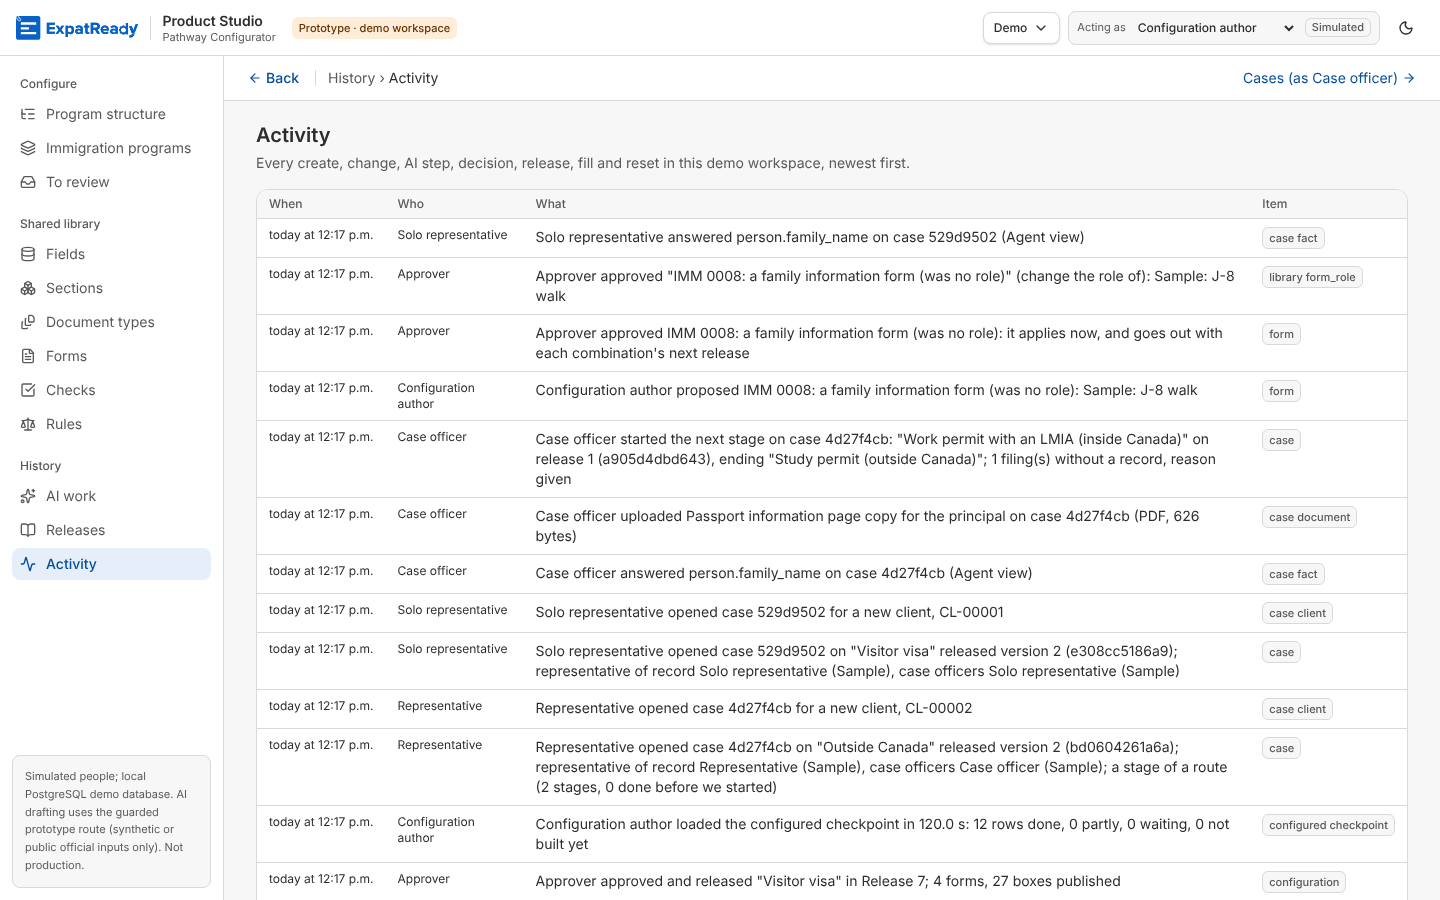 ExpatReady
Product Studio
Pathway Configurator
Prototype · demo workspace
Demo
Acting as
Configuration author
Simulated
Configure
Program structure
Immigration programs
To review
Shared library
Fields
Sections
Document types
Forms
Checks
Rules
History
AI work
Releases
Activity
Simulated people; local
PostgreSQL demo database. AI
drafting uses the guarded
prototype route (synthetic or
public official inputs only). Not
production.
← Back
History › Activity
Cases (as Case officer) →
Activity
Every create, change, AI step, decision, release, fill and reset in this demo workspace, newest first.
When Who What Item
today at 12:17 p.m. Solo representative Solo representative answered person.family_name on case 529d9502 (Agent view) case fact
today at 12:17 p.m. Approver Approver approved "IMM 0008: a family information form (was no role)" (change the role of): Sample: J-8 library form_role
walk
today at 12:17 p.m. Approver Approver approved IMM 0008: a family information form (was no role): it applies now, and goes out with form
each combination's next release
today at 12:17 p.m. Configuration Configuration author proposed IMM 0008: a family information form (was no role): Sample: J-8 walk form
author
today at 12:17 p.m. Case officer Case officer started the next stage on case 4d27f4cb: "Work permit with an LMIA (inside Canada)" on case
release 1 (a905d4dbd643), ending "Study permit (outside Canada)"; 1 filing(s) without a record, reason
given
today at 12:17 p.m. Case officer Case officer uploaded Passport information page copy for the principal on case 4d27f4cb (PDF, 626 case document
bytes)
today at 12:17 p.m. Case officer Case officer answered person.family_name on case 4d27f4cb (Agent view) case fact
today at 12:17 p.m. Solo representative Solo representative opened case 529d9502 for a new client, CL-00001 case client
today at 12:17 p.m. Solo representative Solo representative opened case 529d9502 on "Visitor visa" released version 2 (e308cc5186a9); case
representative of record Solo representative (Sample), case officers Solo representative (Sample)
today at 12:17 p.m. Representative Representative opened case 4d27f4cb for a new client, CL-00002 case client
today at 12:17 p.m. Representative Representative opened case 4d27f4cb on "Outside Canada" released version 2 (bd0604261a6a); case
representative of record Representative (Sample), case officers Case officer (Sample); a stage of a route
(2 stages, 0 done before we started)
today at 12:17 p.m. Configuration Configuration author loaded the configured checkpoint in 120.0 s: 12 rows done, 0 partly, 0 waiting, 0 not configured checkpoint
author built yet
today at 12:17 p.m. Approver Approver approved and released "Visitor visa" in Release 7; 4 forms, 27 boxes published configuration